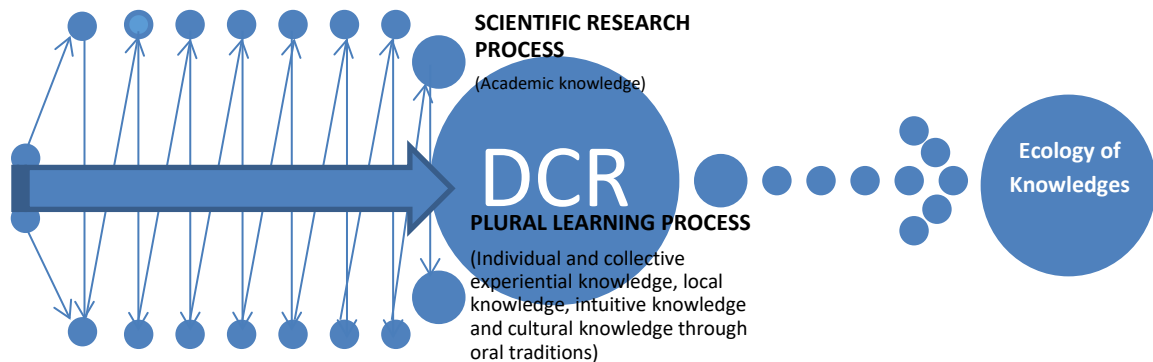 SCIENTIFIC RESEARCH
PROCESS
(Academic knowledge)
DCR
PLURAL LEARNING PROCESS
(Individual and collective
experiential knowledge, local
knowledge, intuitive knowledge
and cultural knowledge through
oral traditions)
Ecology of
Knowledges